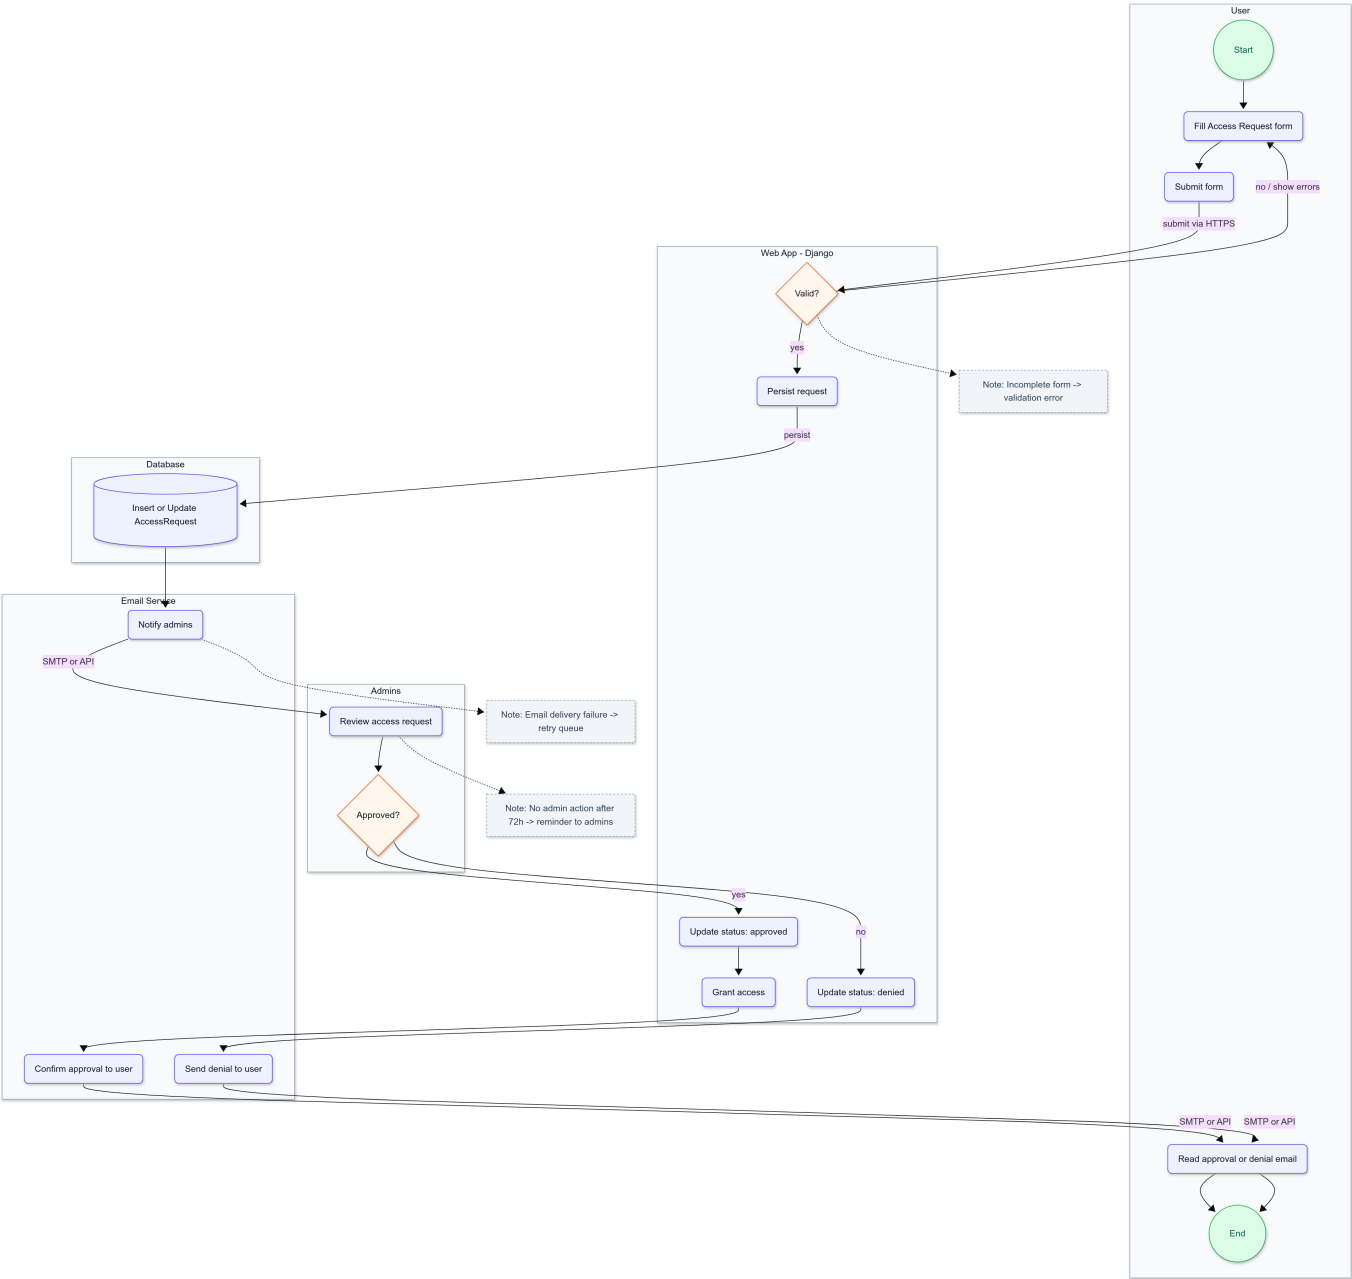 User
Start
Fill Access Request form
Submit form
no / show errors
submit via HTTPS
Web App - Django
Valid?
yes
Note: Incomplete form ->
validation error
Persist request
persist
Database
Insert or Update
AccessRequest
Email Service
Notify admins
SMTP or API
Admins
Review access request
Note: Email delivery failure ->
retry queue
Approved?
Note: No admin action after
72h -> reminder to admins
yes
no
Update status: approved
Grant access
Update status: denied
Confirm approval to user
Send denial to user
SMTP or API
SMTP or API
Read approval or denial email
End